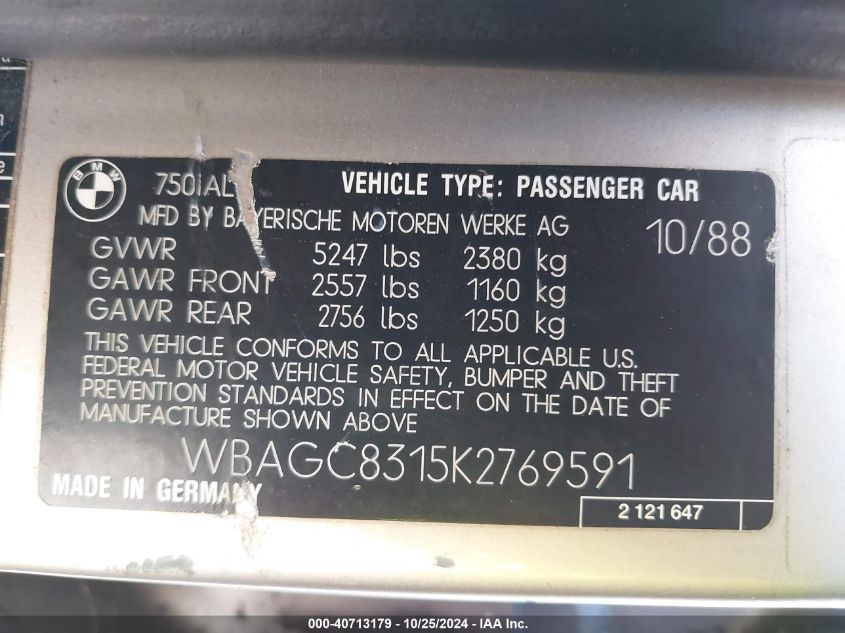 BMW
750iAL
VEHICLE TYPE: PASSENGER CAR
MFD BY BAYERISCHE MOTOREN WERKE AG
10/88
GVWR 5247 lbs 2380 kg
GAWR FRONT 2557 lbs 1160 kg
GAWR REAR 2756 lbs 1250 kg
THIS VEHICLE CONFORMS TO ALL APPLICABLE U.S.
FEDERAL MOTOR VEHICLE SAFETY, BUMPER AND THEFT
PREVENTION STANDARDS IN EFFECT ON THE DATE OF
MANUFACTURE SHOWN ABOVE
WBAGC8315K2769591
MADE IN GERMANY
2 121 647
000-40713179 - 10/25/2024 - IAAI.COM